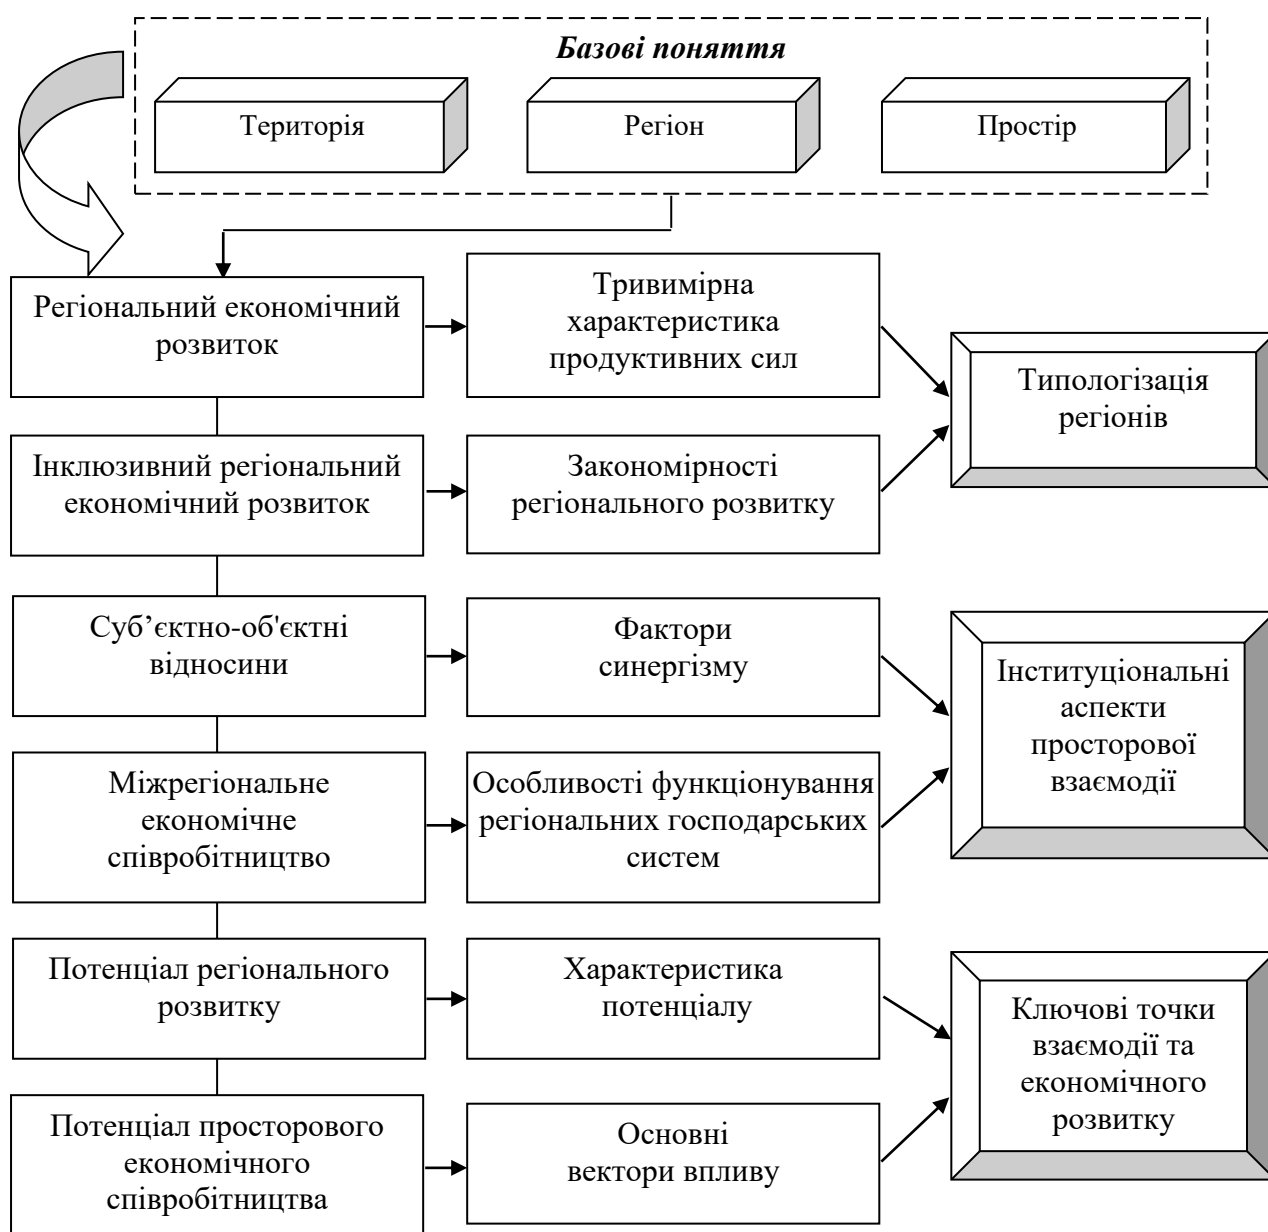 Базові поняття
Територія
Регіон
Простір
Регіональний економічний
розвиток
Тривимірна
характеристика
продуктивних сил
Типологізація
регіонів
Інклюзивний регіональний
економічний розвиток
Закономірності
регіонального розвитку
Суб’єктно-об'єктні
відносини
Фактори
синергізму
Інституціональні
аспекти
просторової
взаємодії
Міжрегіональне
економічне
співробітництво
Особливості функціонування
регіональних господарських
систем
Потенціал регіонального
розвитку
Характеристика
потенціалу
Ключові точки
взаємодії та
економічного
розвитку
Потенціал просторового
економічного
співробітництва
Основні
вектори впливу